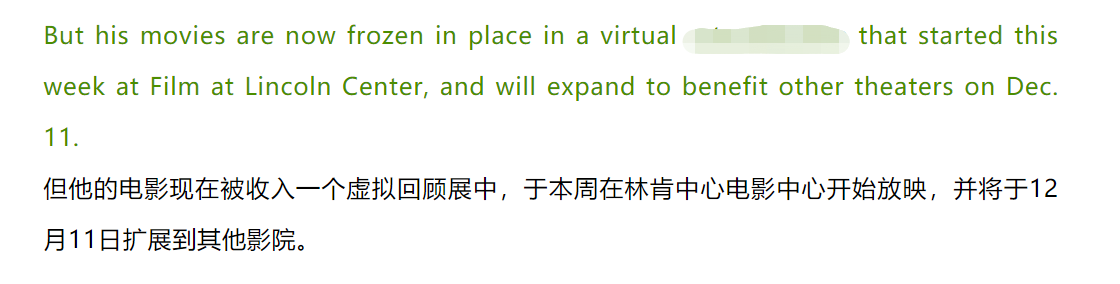 But his movies are now frozen in place in a virtual that started this
week at Film at Lincoln Center, and will expand to benefit other theaters on Dec.
11.
但他的电影现在被收入一个虚拟回顾展中，于本周在林肯中心电影中心开始放映，并将于12
月11日扩展到其他影院。